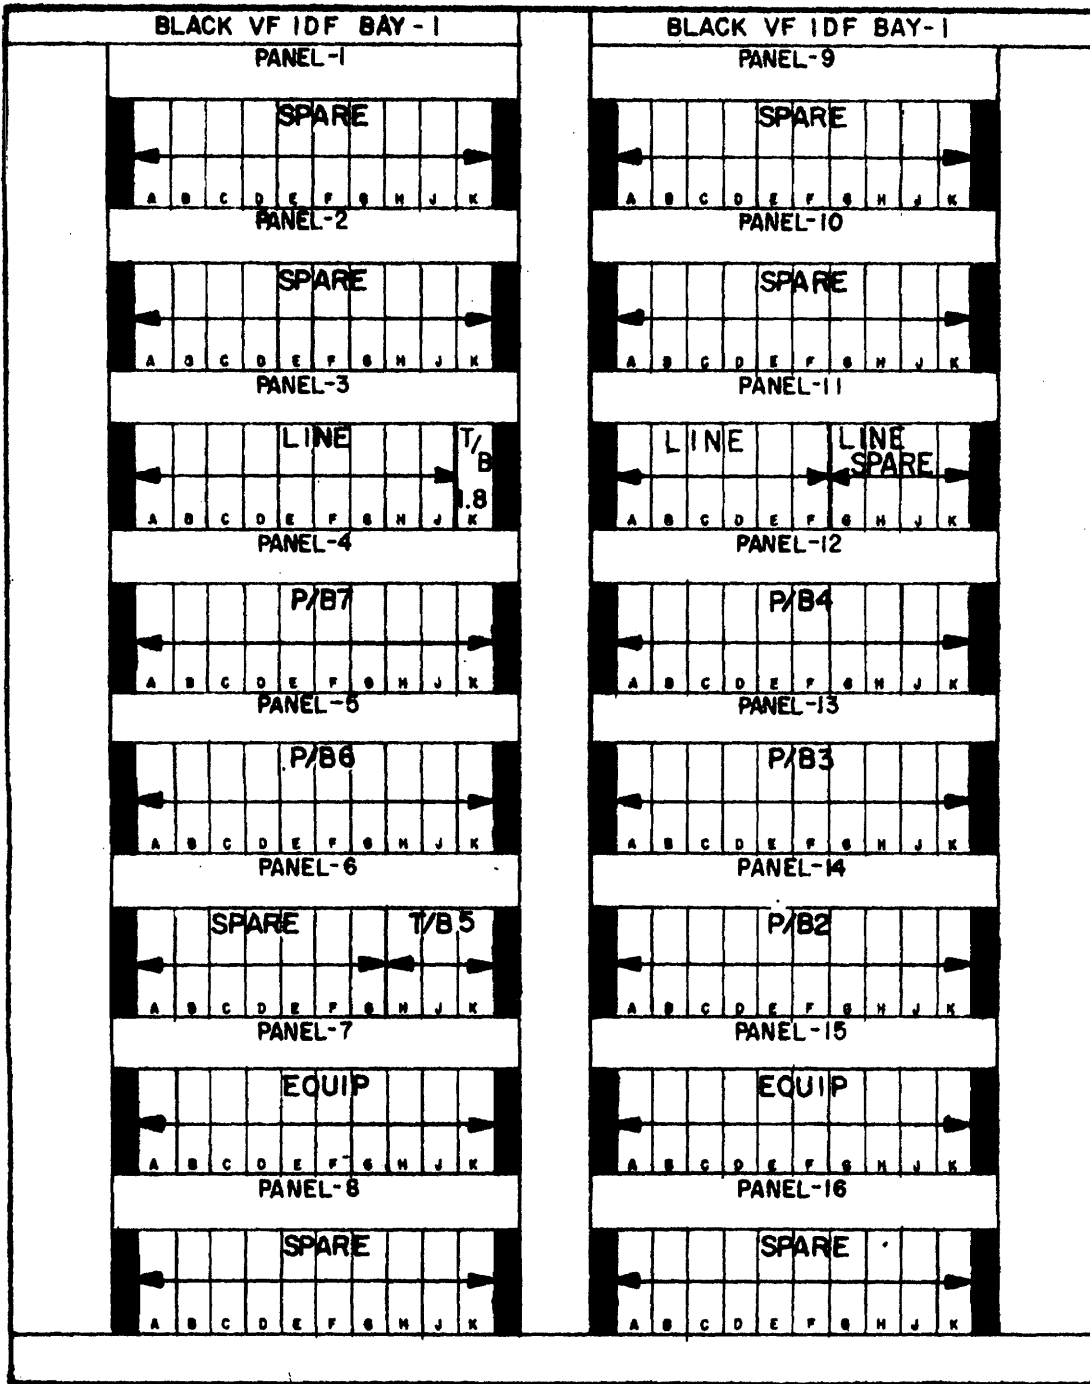 BLACK VF IDF BAY-1
PANEL-1
SPARE
A B C D E F G H J K
PANEL-2
SPARE
A B C D E F G H J K
PANEL-3
LINE T/B 1.8
A B C D E F G H J K
PANEL-4
P/B7
A B C D E F G H J K
PANEL-5
P/B6
A B C D E F G H J K
PANEL-6
SPARE T/B 5
A B C D E F G H J K
PANEL-7
EQUIP
A B C D E F G H J K
PANEL-8
SPARE
A B C D E F G H J K
BLACK VF IDF BAY-1
PANEL-9
SPARE
A B C D E F G H J K
PANEL-10
SPARE
A B C D E F G H J K
PANEL-11
LINE LINE SPARE
A B C D E F G H J K
PANEL-12
P/B4
A B C D E F G H J K
PANEL-13
P/B3
A B C D E F G H J K
PANEL-14
P/B2
A B C D E F G H J K
PANEL-15
EQUIP
A B C D E F G H J K
PANEL-16
SPARE
A B C D E F G H J K